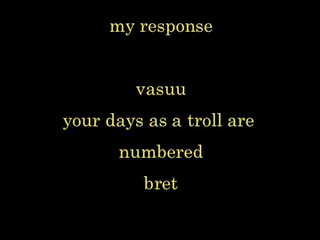 my response
vasuu
your days as a troll are
numbered
bret